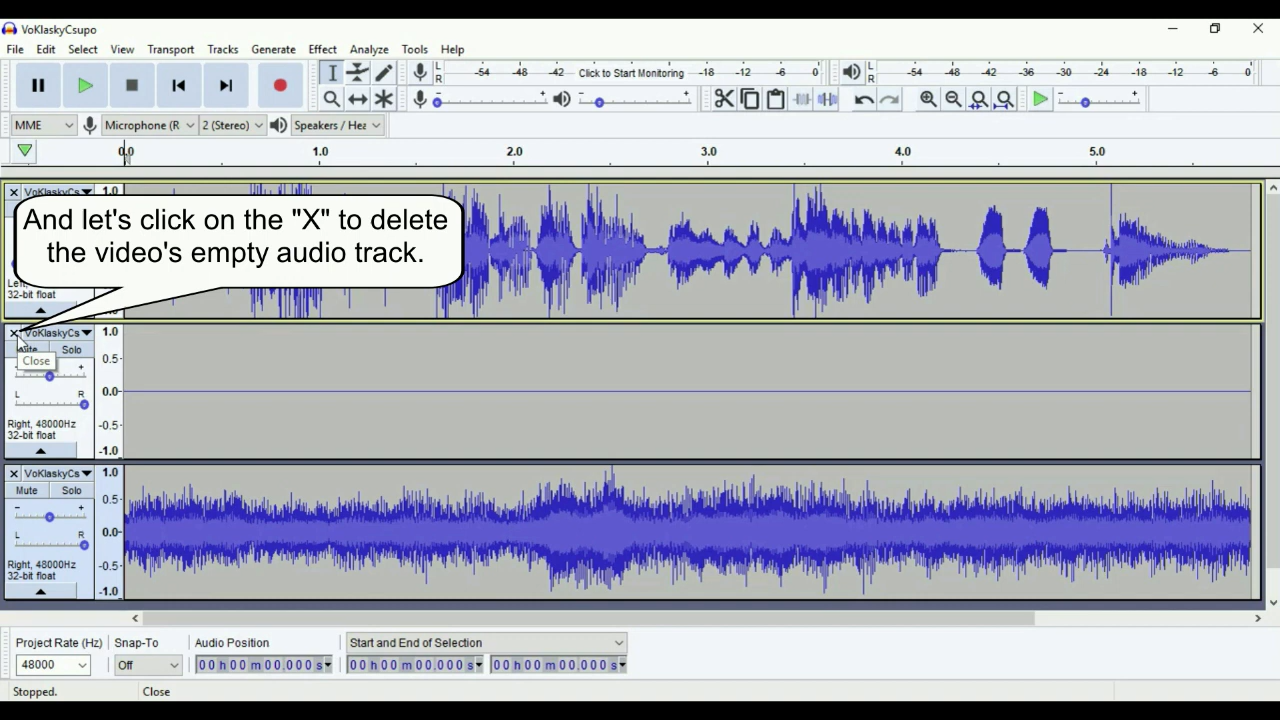 VoKlaskyCsupo
File Edit Select View Transport Tracks Generate Effect Analyze Tools Help
L R -54 -48 -42 Click to Start Monitoring -18 -12 -6 0 L R -54 -48 -42 -36 -30 -24 -18 -12 -6 0
- + - + - +
MME Microphone (R 2 (Stereo) Speakers / Hea
0.0 1.0 2.0 3.0 4.0 5.0
VoKlaskyCs 1.0
And let's click on the "X" to delete
the video's empty audio track.
32-bit float
VoKlaskyCs 1.0
Solo 0.5
Close
- +
0.0
L R
Right, 48000Hz -0.5
32-bit float
-1.0
VoKlaskyCs 1.0
Mute Solo 0.5
- +
0.0
L R
Right, 48000Hz -0.5
32-bit float
-1.0
Project Rate (Hz) Snap-To Audio Position Start and End of Selection
48000 Off 00 h 00 m 00.000 s 00 h 00 m 00.000 s 00 h 00 m 00.000 s
Stopped. Close